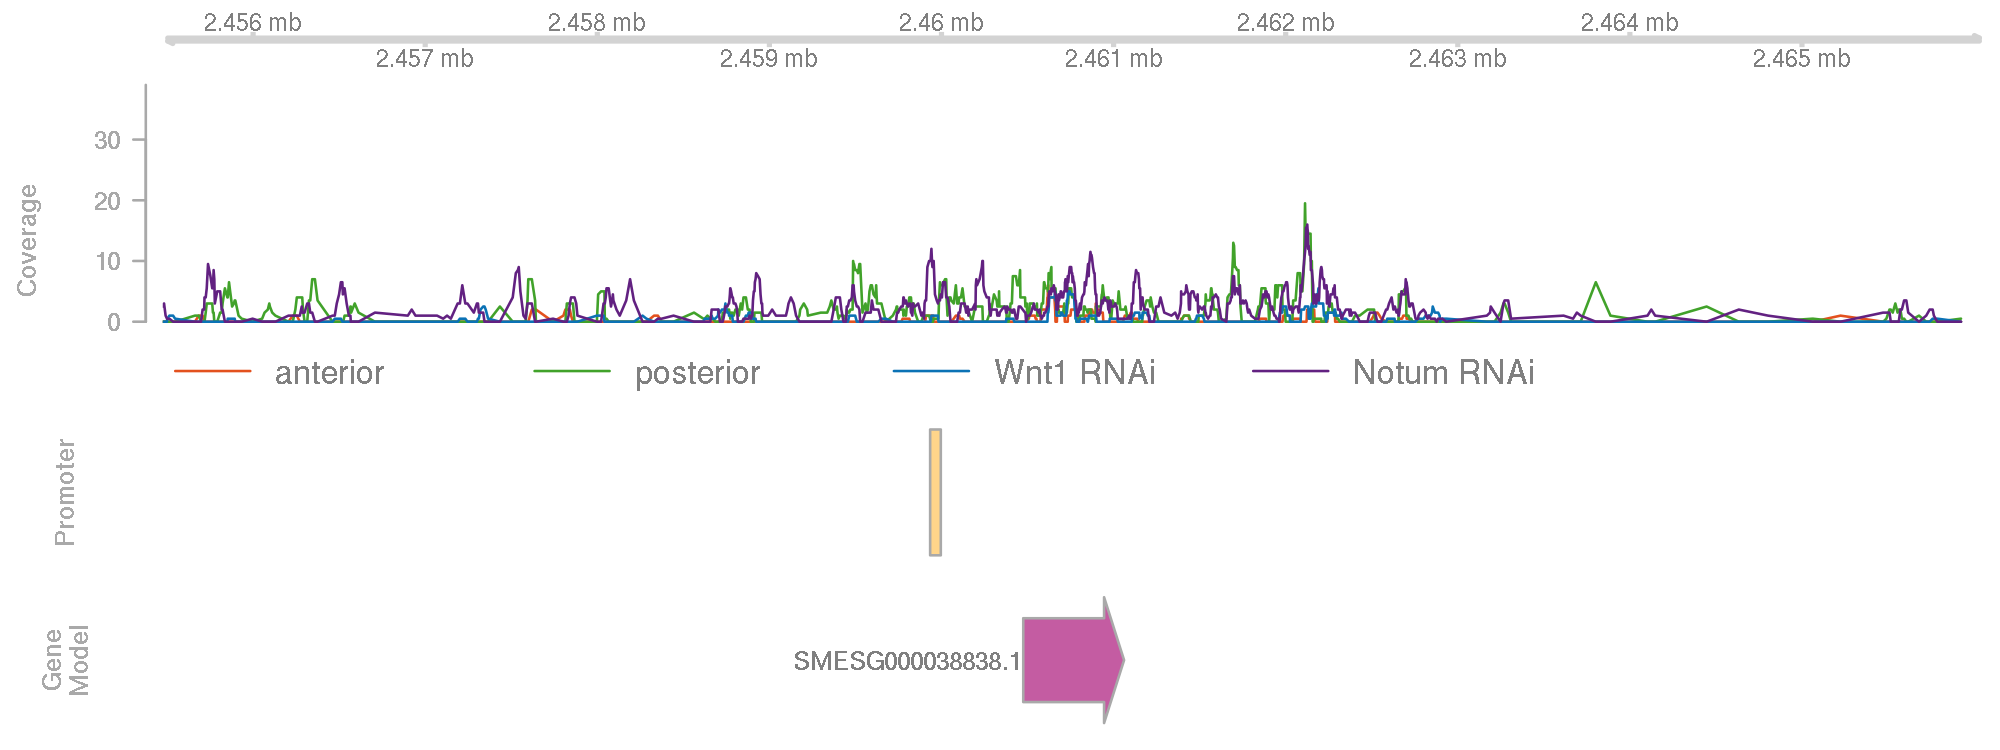 2.456 mb 2.458 mb 2.46 mb 2.462 mb 2.464 mb
2.457 mb 2.459 mb 2.461 mb 2.463 mb 2.465 mb
Coverage
30
20
10
0
anterior posterior Wnt1 RNAi Notum RNAi
Promoter
Gene
Model
SMESG000038838.1